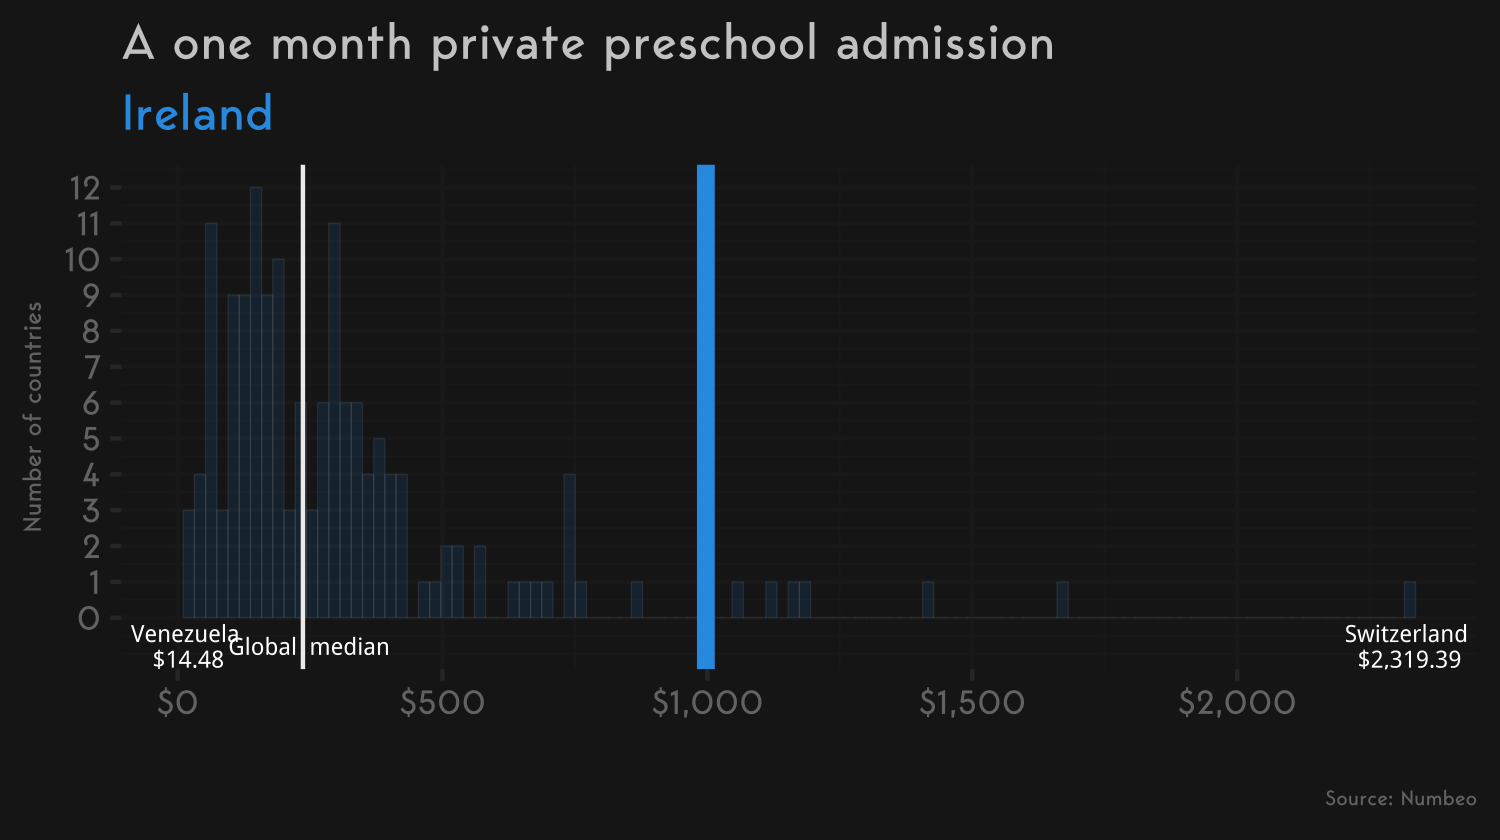 A one month private preschool admission
Ireland
Number of countries
12
11
10
9
8
7
6
5
4
3
2
1
0
Venezuela
$14.48
Global median
Switzerland
$2,319.39
$0 $500 $1,000 $1,500 $2,000
Source: Numbeo